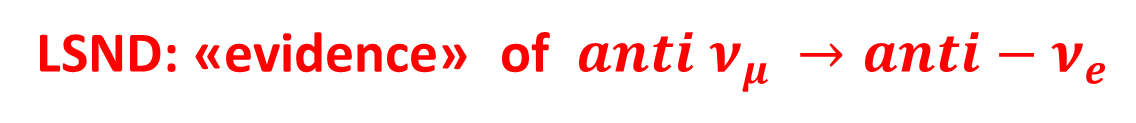 LSND: «evidence» of anti ν_μ → anti − ν_e